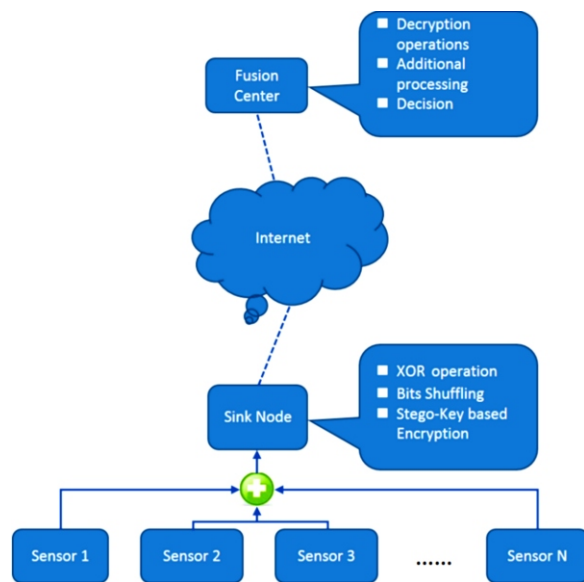 Decryption
operations
Additional
processing
Decision
Fusion
Center
Internet
XOR operation
Bits Shuffling
Stego-Key based
Encryption
Sink Node
Sensor 1
Sensor 2
Sensor 3
......
Sensor N